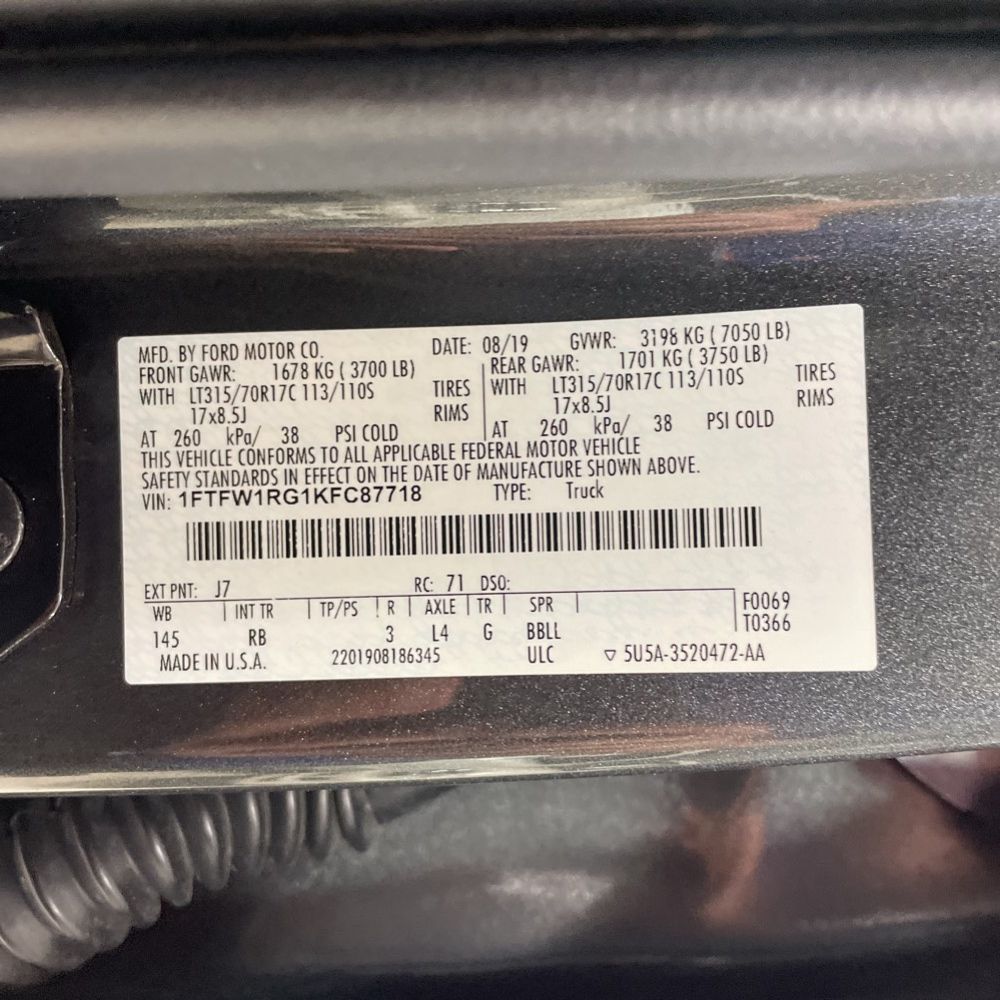 MFD. BY FORD MOTOR CO. DATE: 08/19 GVWR: 3198 KG ( 7050 LB)
FRONT GAWR: 1678 KG ( 3700 LB) REAR GAWR: 1701 KG ( 3750 LB)
WITH LT315/70R17C 113/110S TIRES WITH LT315/70R17C 113/110S TIRES
17x8.5J RIMS 17x8.5J RIMS
AT 260 kPa/ 38 PSI COLD AT 260 kPa/ 38 PSI COLD
THIS VEHICLE CONFORMS TO ALL APPLICABLE FEDERAL MOTOR VEHICLE
SAFETY STANDARDS IN EFFECT ON THE DATE OF MANUFACTURE SHOWN ABOVE.
VIN: 1FTFW1RG1KFC87718 TYPE: Truck
EXT PNT: J7 RC: 71 DSO:
WB INT TR TP/PS R AXLE TR SPR F0069
145 RB 3 L4 G BBLL T0366
MADE IN U.S.A. 2201908186345 ULC ▽ 5U5A-3520472-AA